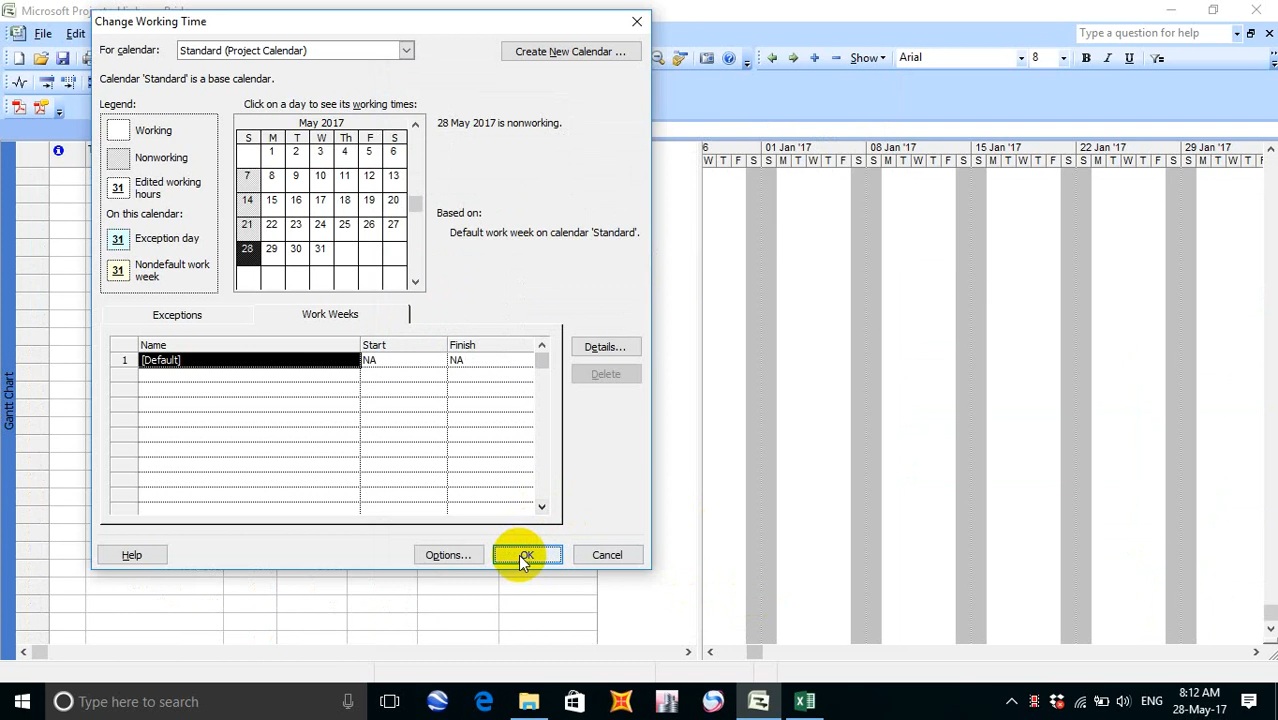 Change Working Time
File
Edit
Type a question for help
For calendar:
Standard (Project Calendar)
Create New Calendar ...
Show
Arial
8
B
I
U
Calendar 'Standard' is a base calendar.
Legend:
Click on a day to see its working times:
Working
Nonworking
31
Edited working
hours
On this calendar:
31
Exception day
31
Nondefault work
week
May 2017
S M T W Th F S
1 2 3 4 5 6
7 8 9 10 11 12 13
14 15 16 17 18 19 20
21 22 23 24 25 26 27
28 29 30 31
28 May 2017 is nonworking.
Based on:
Default work week on calendar 'Standard'.
6 01 Jan '17 08 Jan '17 15 Jan '17 22 Jan '17 29 Jan '17
W T F S S M T W T F S S M T W T F S S M T W T F S S M T W T F S S M T W T F
Exceptions
Work Weeks
Name Start Finish
1 [Default] NA NA
Details...
Delete
Gantt Chart
Help
Options...
OK
Cancel
Type here to search
ENG
8:12 AM
28-May-17